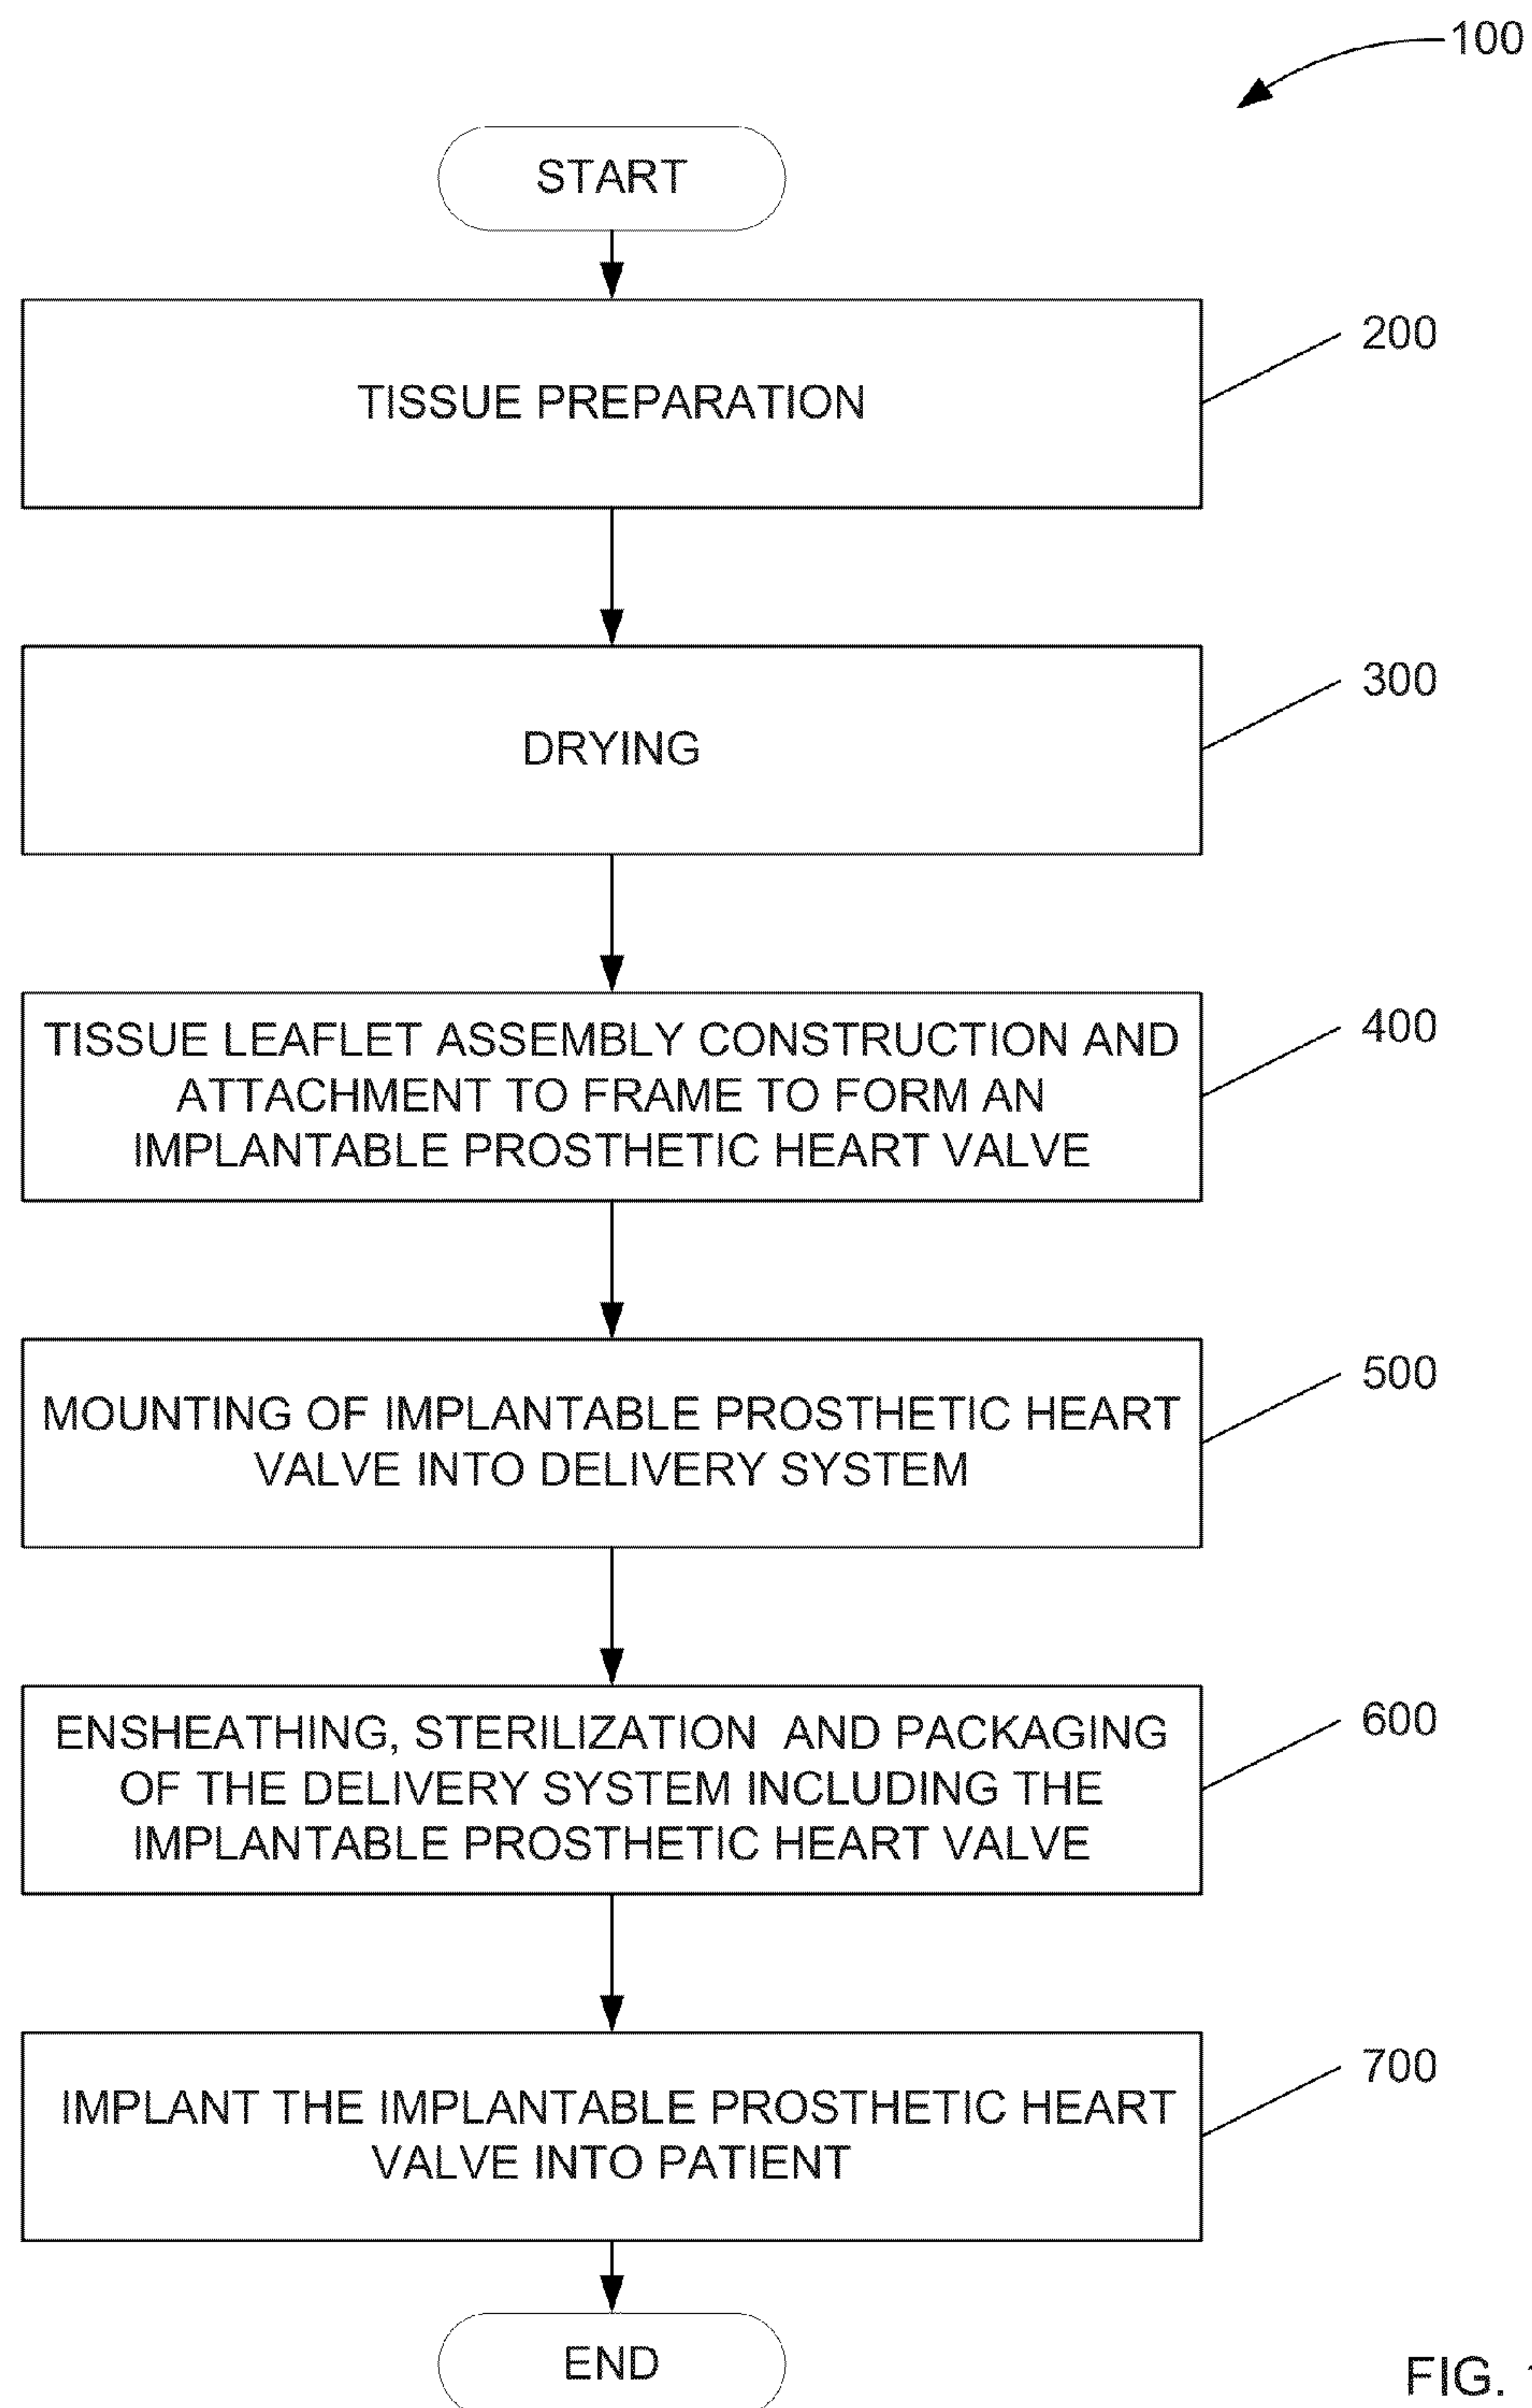 100
START
200
TISSUE PREPARATION
300
DRYING
400
TISSUE LEAFLET ASSEMBLY CONSTRUCTION AND
ATTACHMENT TO FRAME TO FORM AN
IMPLANTABLE PROSTHETIC HEART VALVE
500
MOUNTING OF IMPLANTABLE PROSTHETIC HEART
VALVE INTO DELIVERY SYSTEM
600
ENSHEATHING, STERILIZATION AND PACKAGING
OF THE DELIVERY SYSTEM INCLUDING THE
IMPLANTABLE PROSTHETIC HEART VALVE
700
IMPLANT THE IMPLANTABLE PROSTHETIC HEART
VALVE INTO PATIENT
END
FIG.